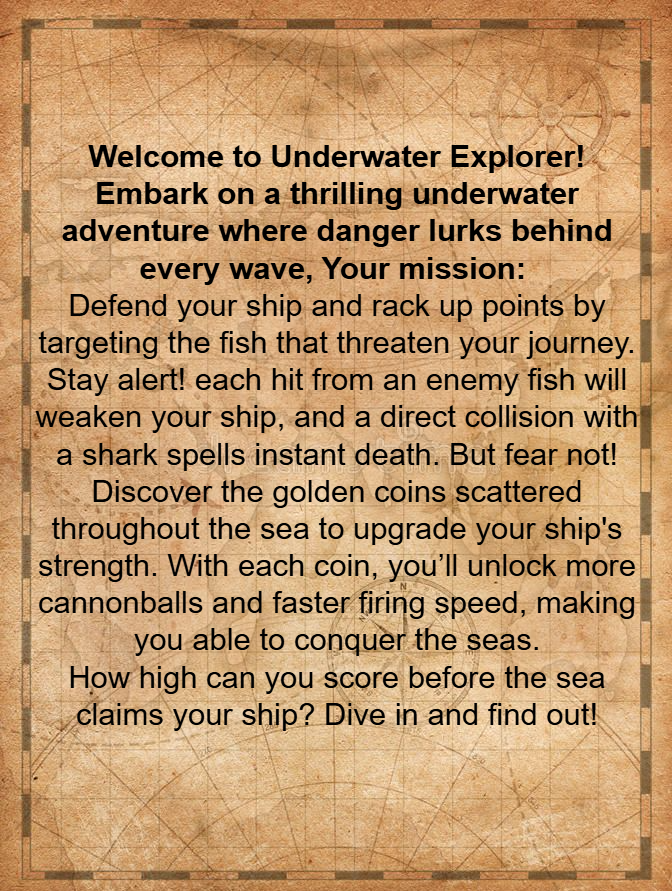 Welcome to Underwater Explorer!
Embark on a thrilling underwater
adventure where danger lurks behind
every wave, Your mission:
Defend your ship and rack up points by
targeting the fish that threaten your journey.
Stay alert! each hit from an enemy fish will
weaken your ship, and a direct collision with
a shark spells instant death. But fear not!
Discover the golden coins scattered
throughout the sea to upgrade your ship's
strength. With each coin, you’ll unlock more
cannonballs and faster firing speed, making
you able to conquer the seas.
How high can you score before the sea
claims your ship? Dive in and find out!